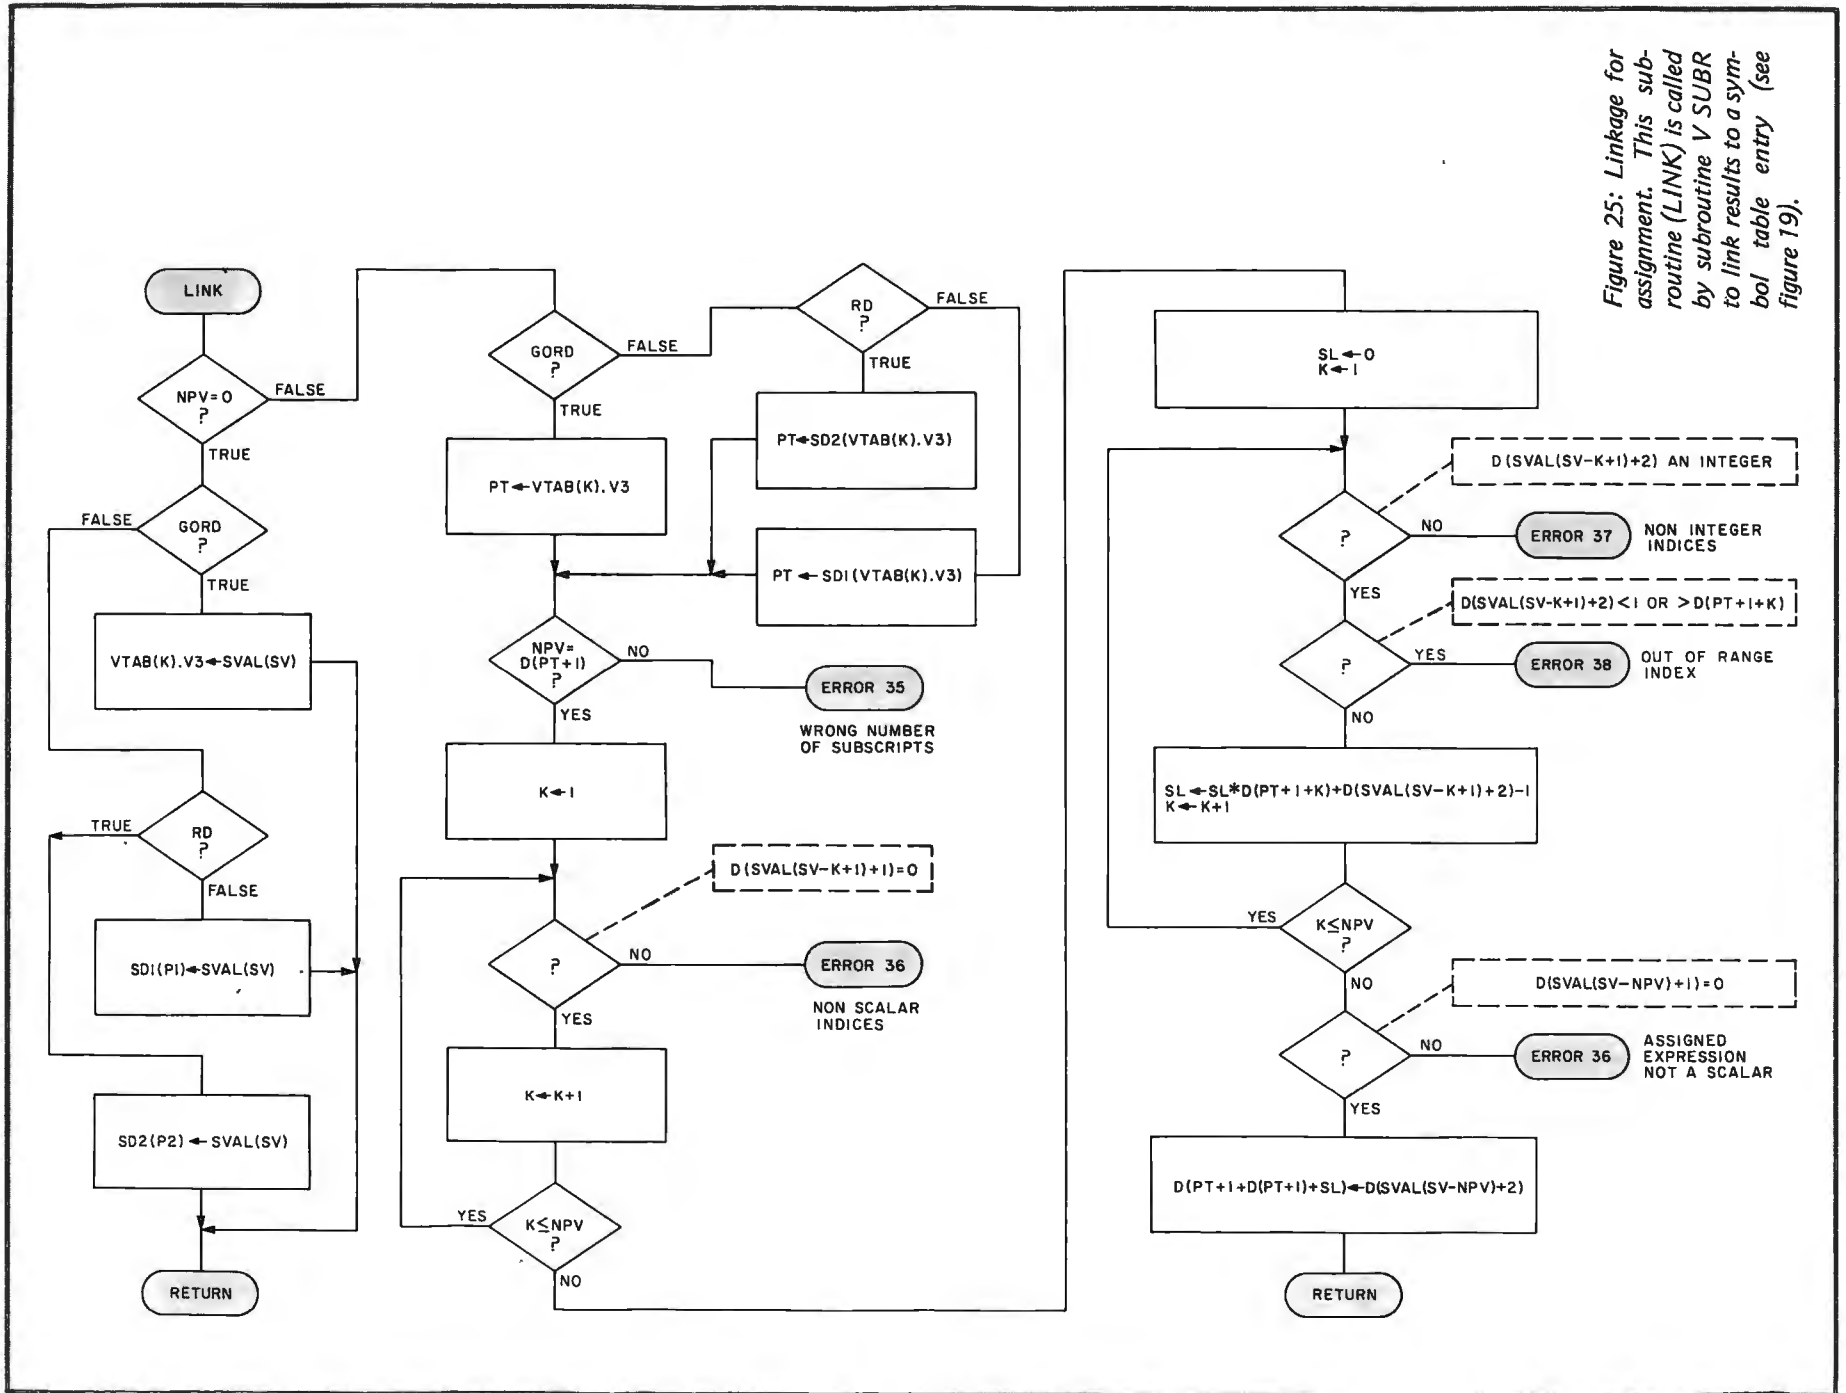 Figure 25: Linkage for
assignment. This sub-
routine (LINK) is called
by subroutine V SUBR
to link results to a sym-
bol table entry (see
figure 19).
LINK
NPV=0
?
FALSE
TRUE
GORD
?
FALSE
TRUE
VTAB(K).V3←SVAL(SV)
RD
?
TRUE
FALSE
SD1(P1)←SVAL(SV)
SD2(P2)←SVAL(SV)
RETURN
GORD
?
FALSE
TRUE
PT←VTAB(K).V3
RD
?
FALSE
TRUE
PT←SD2(VTAB(K).V3)
PT←SD1(VTAB(K).V3)
NPV=
D(PT+1)
?
NO
YES
ERROR 35
WRONG NUMBER
OF SUBSCRIPTS
K←1
D(SVAL(SV-K+1)+1)=0
?
NO
YES
ERROR 36
NON SCALAR
INDICES
K←K+1
K≤NPV
?
YES
NO
SL←0
K←1
D(SVAL(SV-K+1)+2) AN INTEGER
?
NO
YES
ERROR 37
NON INTEGER
INDICES
D(SVAL(SV-K+1)+2)<1 OR >D(PT+1+K)
?
YES
NO
ERROR 38
OUT OF RANGE
INDEX
SL←SL*D(PT+1+K)+D(SVAL(SV-K+1)+2)-1
K←K+1
K≤NPV
?
YES
NO
D(SVAL(SV-NPV)+1)=0
?
NO
YES
ERROR 36
ASSIGNED
EXPRESSION
NOT A SCALAR
D(PT+1+D(PT+1)+SL)←D(SVAL(SV-NPV)+2)
RETURN